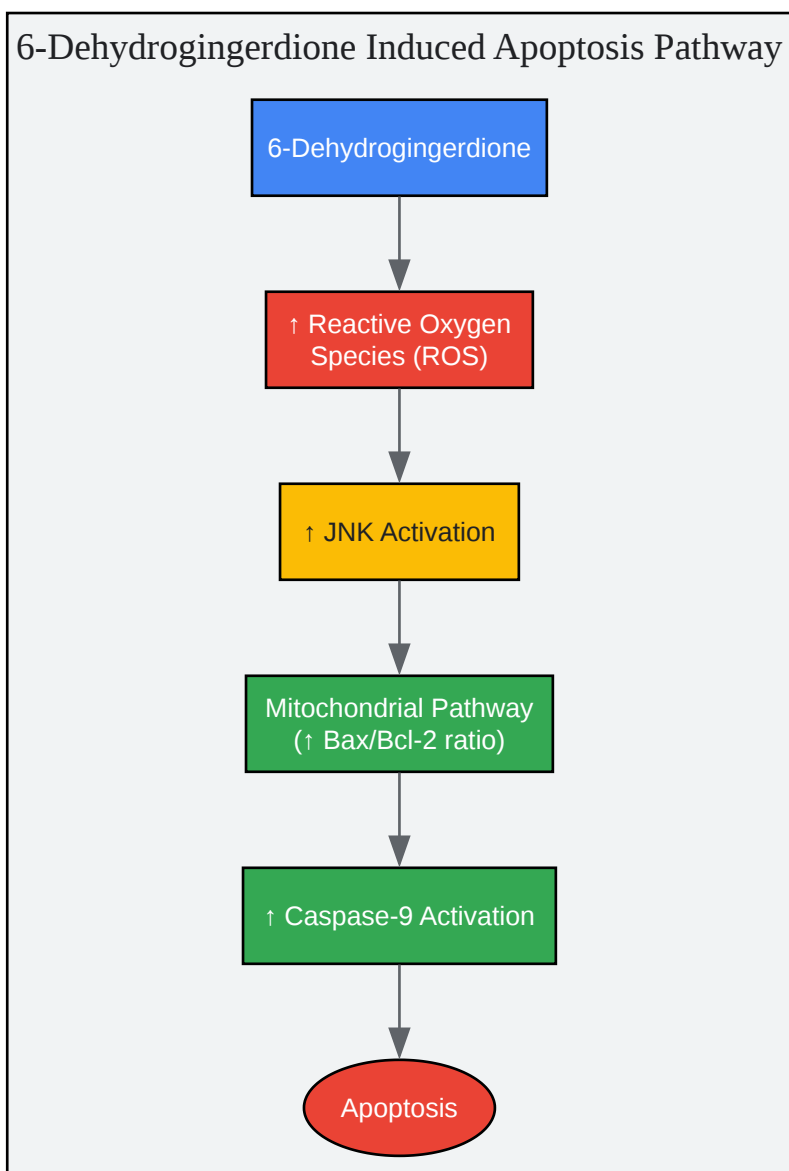 6-Dehydrogingerdione Induced Apoptosis Pathway
6-Dehydrogingerdione
↑ Reactive Oxygen
Species (ROS)
↑ JNK Activation
Mitochondrial Pathway
(↑ Bax/Bcl-2 ratio)
↑ Caspase-9 Activation
Apoptosis